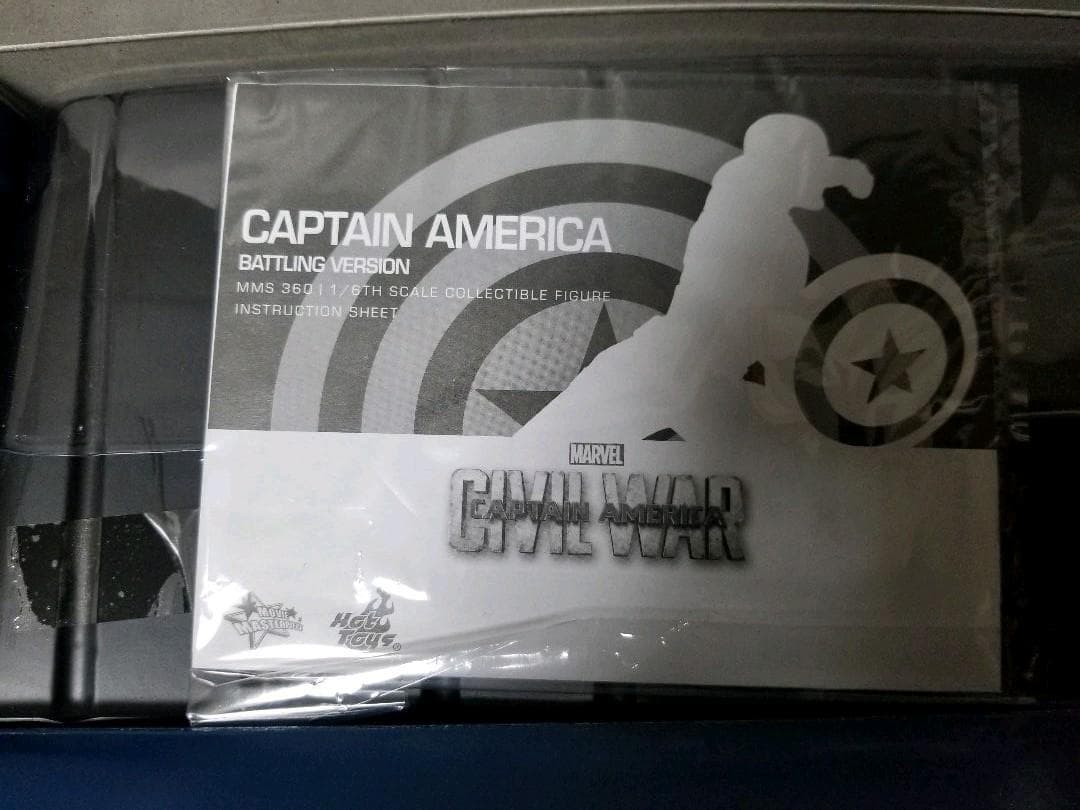 CAPTAIN AMERICA
BATTLING VERSION
MMS 360 | 1/6TH SCALE COLLECTIBLE FIGURE
INSTRUCTION SHEET
MARVEL
CIVIL WAR
CAPTAIN AMERICA
MOVIE
MASTERPIECE
Hot
Toys®